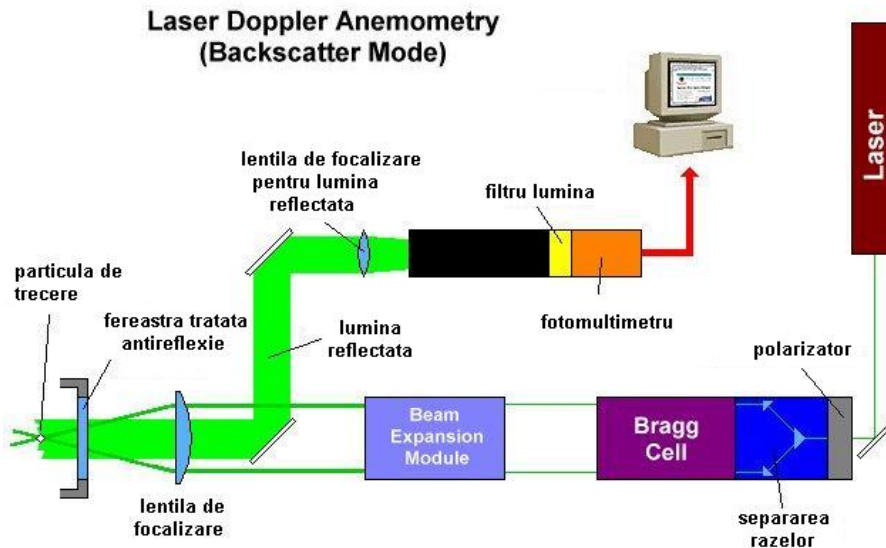 Laser Doppler Anemometry
(Backscatter Mode)
Laser
lentila de focalizare
pentru lumina
reflectata
filtru lumina
particula de
trecere
fereastra tratata
antireflexie
lumina
reflectata
fotomultimetru
polarizator
Beam
Expansion
Module
Bragg
Cell
lentila de
focalizare
separarea
razelor